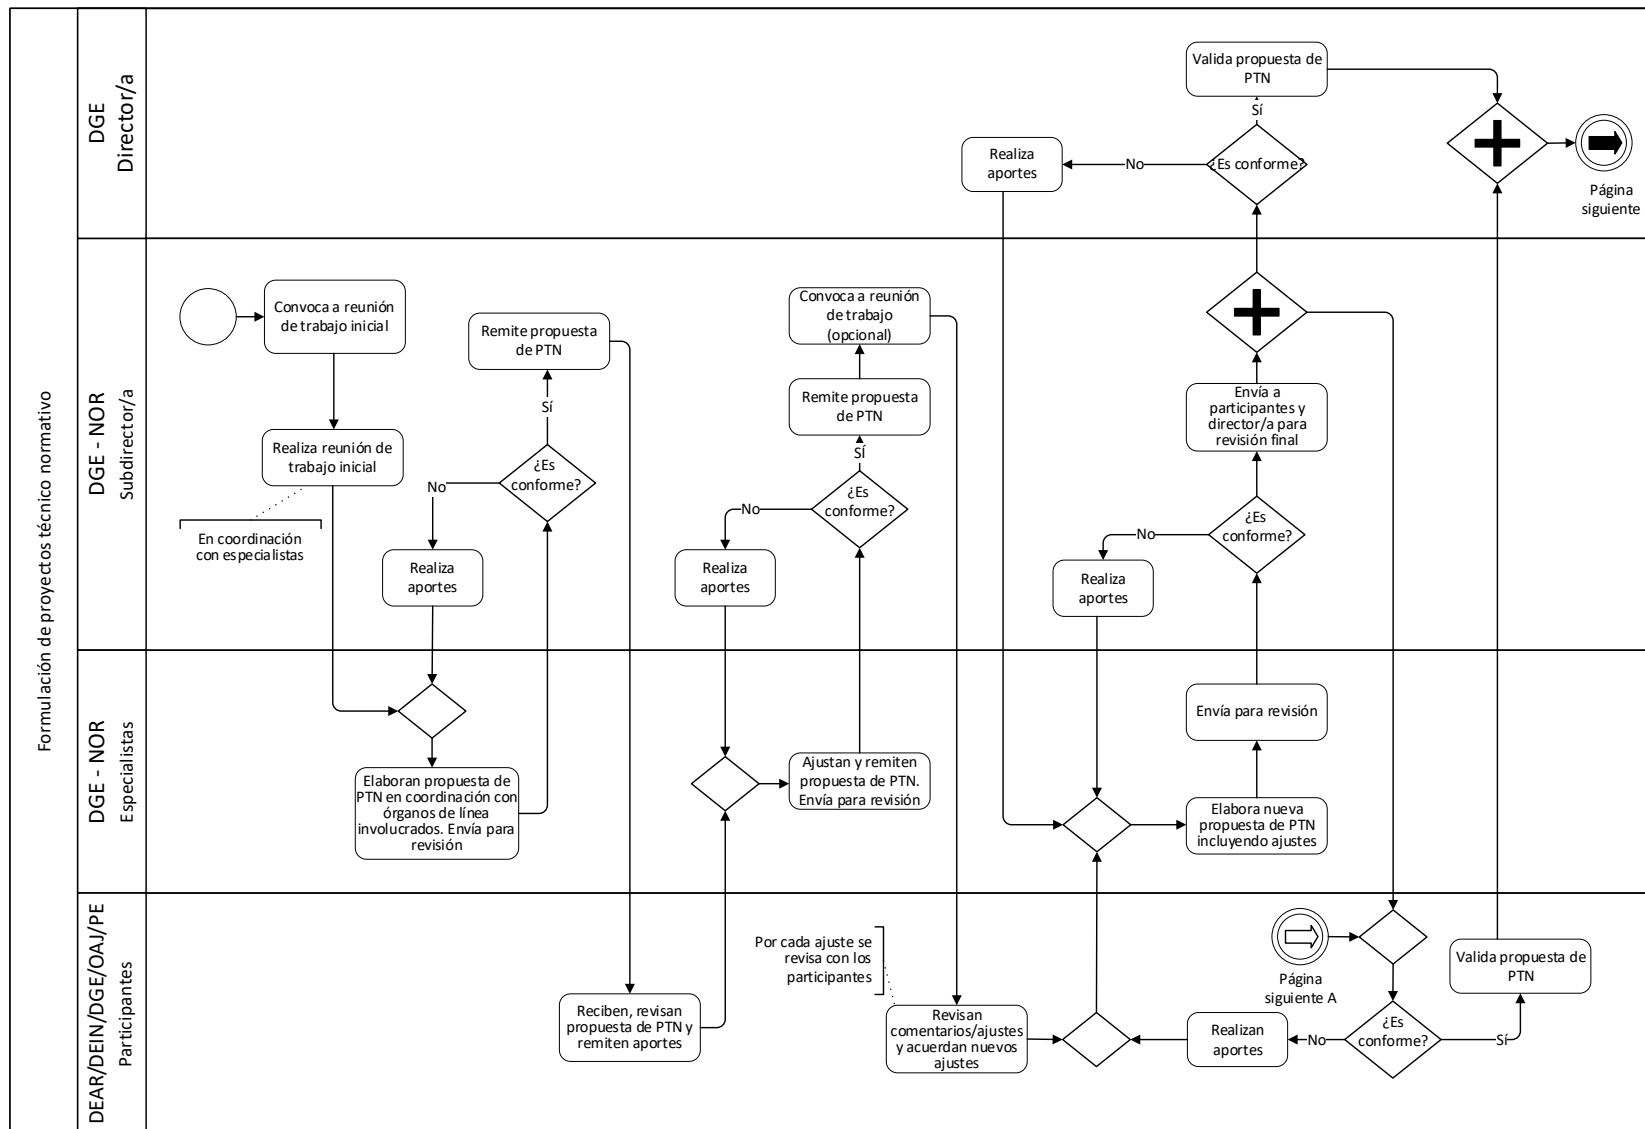 Formulación de proyectos técnico normativo
DGE
Director/a
Valida propuesta de
PTN
Sí
¿Es conforme?
No
Realiza
aportes
Página
siguiente
DGE - NOR
Subdirector/a
Convoca a reunión
de trabajo inicial
Realiza reunión de
trabajo inicial
En coordinación
con especialistas
Remite propuesta
de PTN
Sí
¿Es
conforme?
No
Realiza
aportes
Convoca a reunión
de trabajo
(opcional)
Remite propuesta
de PTN
SÍ
¿Es
conforme?
No
Realiza
aportes
Envía a
participantes y
director/a para
revisión final
¿Es
conforme?
No
Realiza
aportes
DGE - NOR
Especialistas
Elaboran propuesta de
PTN en coordinación con
órganos de línea
involucrados. Envía para
revisión
Ajustan y remiten
propuesta de PTN.
Envía para revisión
Envía para revisión
Elabora nueva
propuesta de PTN
incluyendo ajustes
DEAR/DEIN/DGE/OAJ/PE
Participantes
Reciben, revisan
propuesta de PTN y
remiten aportes
Por cada ajuste se
revisa con los
participantes
Revisan
comentarios/ajustes
y acuerdan nuevos
ajustes
Realizan
aportes
Página
siguiente A
No
¿Es
conforme?
Sí
Valida propuesta de
PTN